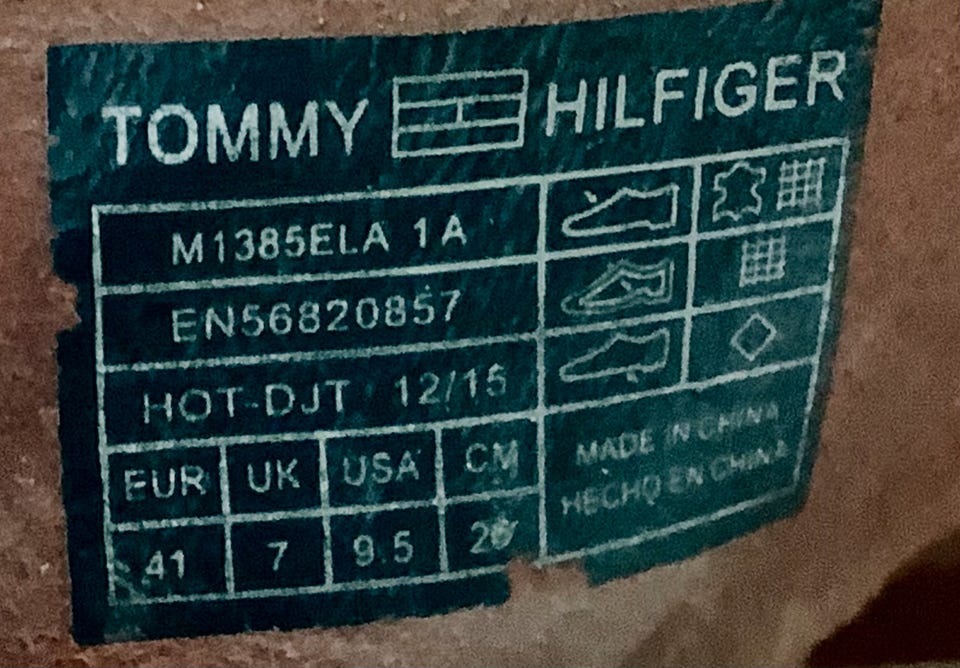 TOMMY HILFIGER
M1385ELA 1A
EN56820857
HOT-DJT 12/15
EUR UK USA CM
41 7 9.5
MADE IN CHINA
HECHO EN CHINA